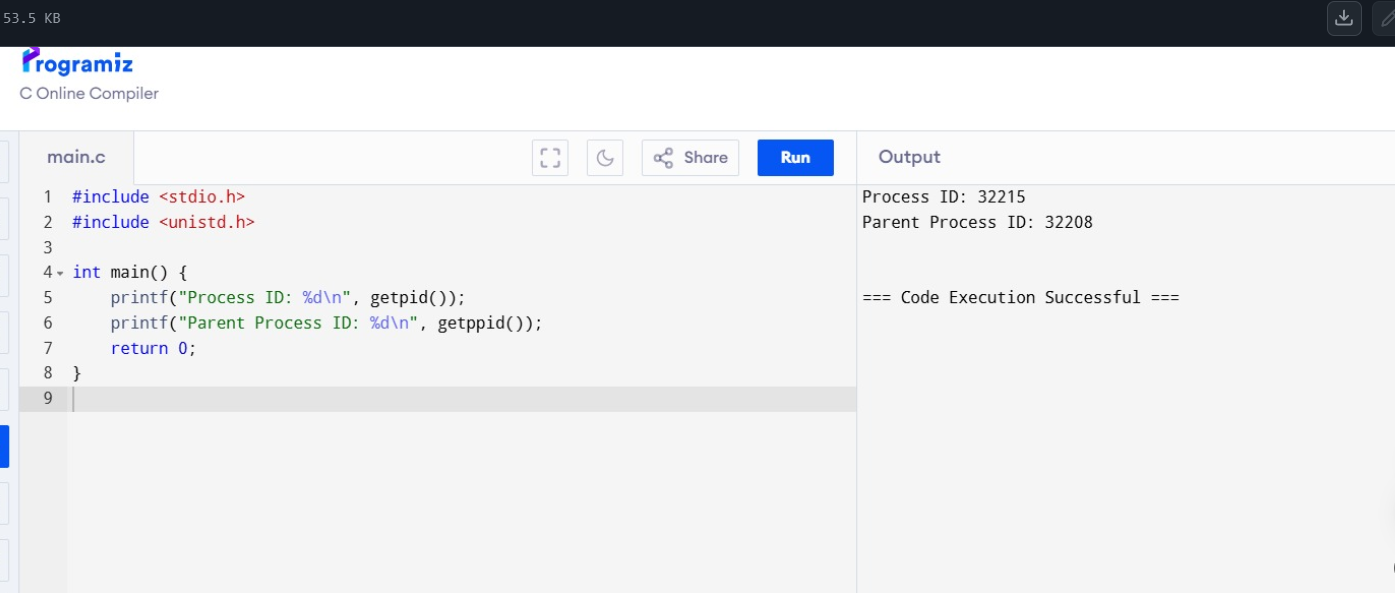 53.5 KB
Programiz
C Online Compiler
main.c
Share
Run
Output
1 #include <stdio.h>
2 #include <unistd.h>
3
4 int main() {
5     printf("Process ID: %d\n", getpid());
6     printf("Parent Process ID: %d\n", getppid());
7     return 0;
8 }
9
Process ID: 32215
Parent Process ID: 32208
=== Code Execution Successful ===